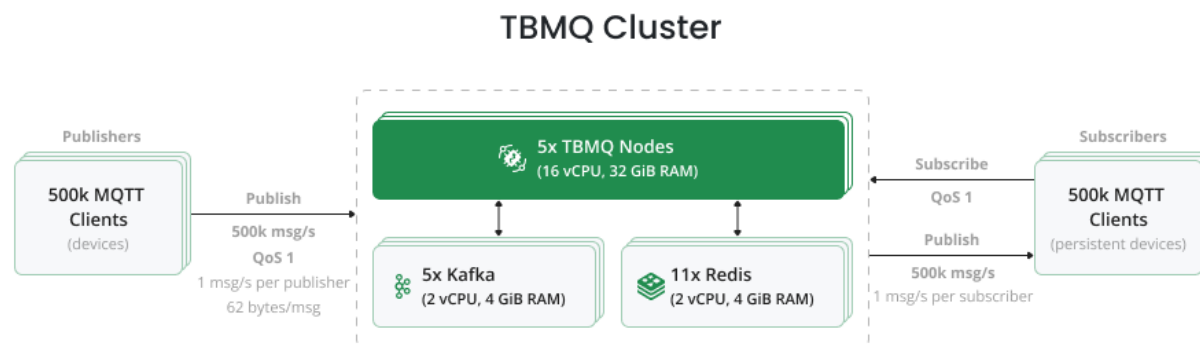 TBMQ Cluster
Publishers
500k MQTT
Clients
(devices)
Publish
500k msg/s
QoS 1
1 msg/s per publisher
62 bytes/msg
5x TBMQ Nodes
(16 vCPU, 32 GiB RAM)
5x Kafka
(2 vCPU, 4 GiB RAM)
11x Redis
(2 vCPU, 4 GiB RAM)
Subscribe
QoS 1
Publish
500k msg/s
1 msg/s per subscriber
Subscribers
500k MQTT
Clients
(persistent devices)